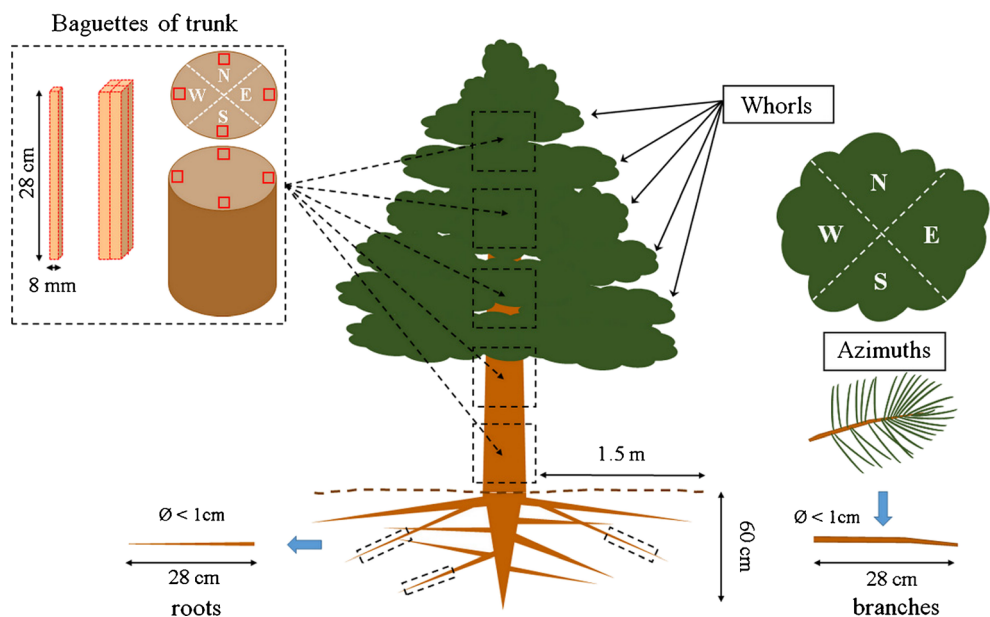 Baguettes of trunk
N
W E
S
28 cm
8 mm
Whorls
N
W E
S
Azimuths
1.5 m
60 cm
Ø < 1cm
28 cm
roots
Ø < 1cm
28 cm
branches